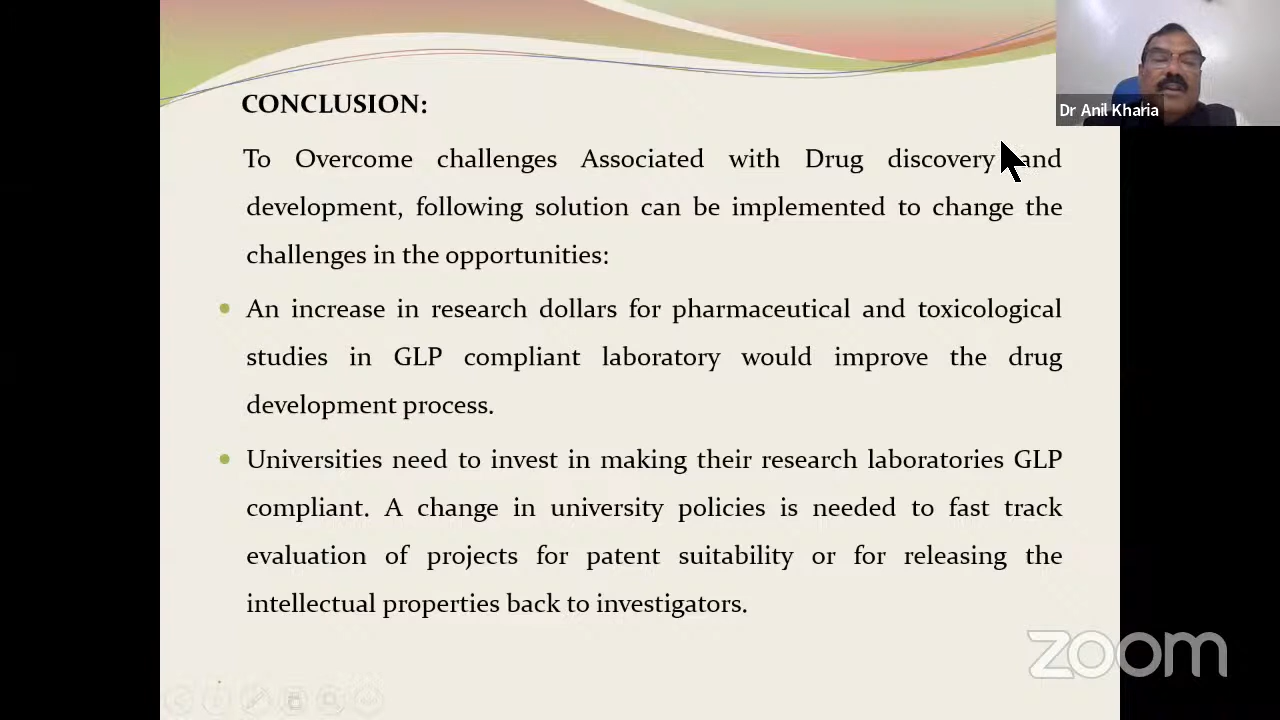 CONCLUSION:
Dr Anil Kharia
To Overcome challenges Associated with Drug discovery and
development, following solution can be implemented to change the
challenges in the opportunities:
An increase in research dollars for pharmaceutical and toxicological
studies in GLP compliant laboratory would improve the drug
development process.
Universities need to invest in making their research laboratories GLP
compliant. A change in university policies is needed to fast track
evaluation of projects for patent suitability or for releasing the
intellectual properties back to investigators.
zoom